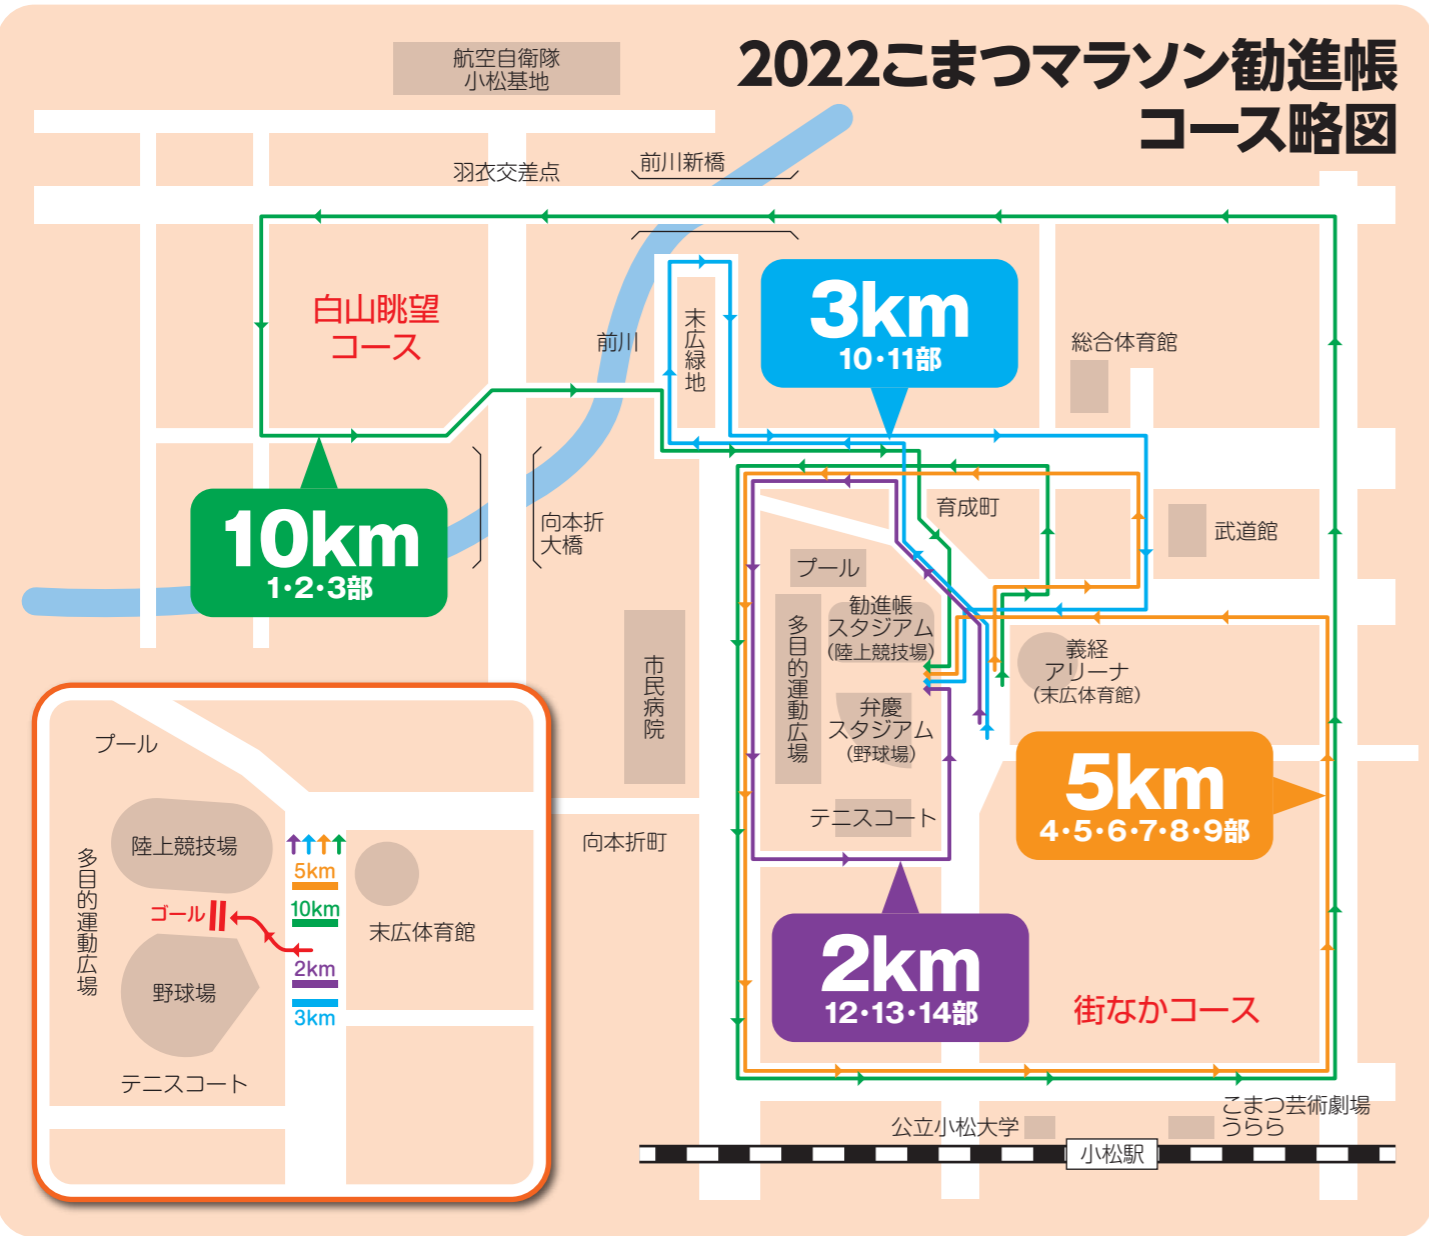 2022こまつマラソン勧進帳
コース略図
航空自衛隊
小松基地
羽衣交差点
前川新橋
白山眺望
コース
前川
末広緑地
3km
10・11部
総合体育館
10km
1・2・3部
向本折
大橋
育成町
武道館
プール
勧進帳
スタジアム
(陸上競技場)
多目的運動広場
義経
アリーナ
(末広体育館)
市民病院
弁慶
スタジアム
(野球場)
テニスコート
5km
4・5・6・7・8・9部
向本折町
2km
12・13・14部
街なかコース
公立小松大学
こまつ芸術劇場
うらら
小松駅
プール
陸上競技場
多目的運動広場
5km
10km
ゴール
末広体育館
2km
野球場
3km
テニスコート